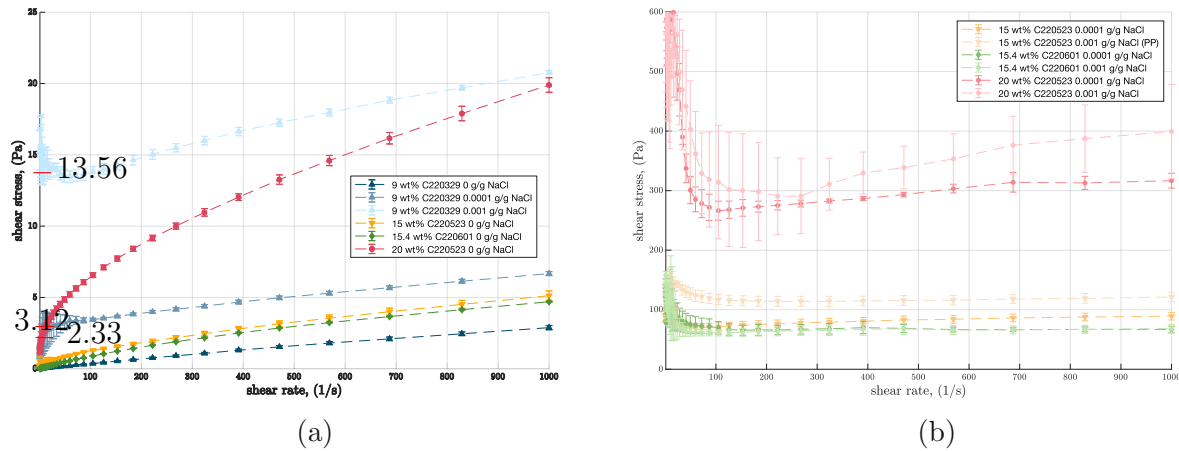 25
20
15
10
5
0
shear stress, (Pa)
13.56
3.12
2.33
9 wt% C220329 0 g/g NaCl
9 wt% C220329 0.0001 g/g NaCl
9 wt% C220329 0.001 g/g NaCl
15 wt% C220523 0 g/g NaCl
15.4 wt% C220601 0 g/g NaCl
20 wt% C220523 0 g/g NaCl
100 200 300 400 500 600 700 800 900 1000
shear rate, (1/s)
(a)
600
500
400
300
200
100
0
shear stress, (Pa)
15 wt% C220523 0.0001 g/g NaCl
15 wt% C220523 0.001 g/g NaCl (PP)
15.4 wt% C220601 0.0001 g/g NaCl
15.4 wt% C220601 0.001 g/g NaCl
20 wt% C220523 0.0001 g/g NaCl
20 wt% C220523 0.001 g/g NaCl
100 200 300 400 500 600 700 800 900 1000
shear rate, (1/s)
(b)